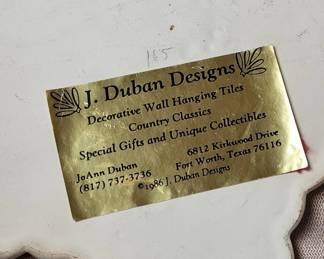 165
J. Duban Designs
Decorative Wall Hanging Tiles
Country Classics
Special Gifts and Unique Collectibles
JoAnn Duban
(817) 737-3736
6812 Kirkwood Drive
Fort Worth, Texas 76116
©1986 J. Duban Designs